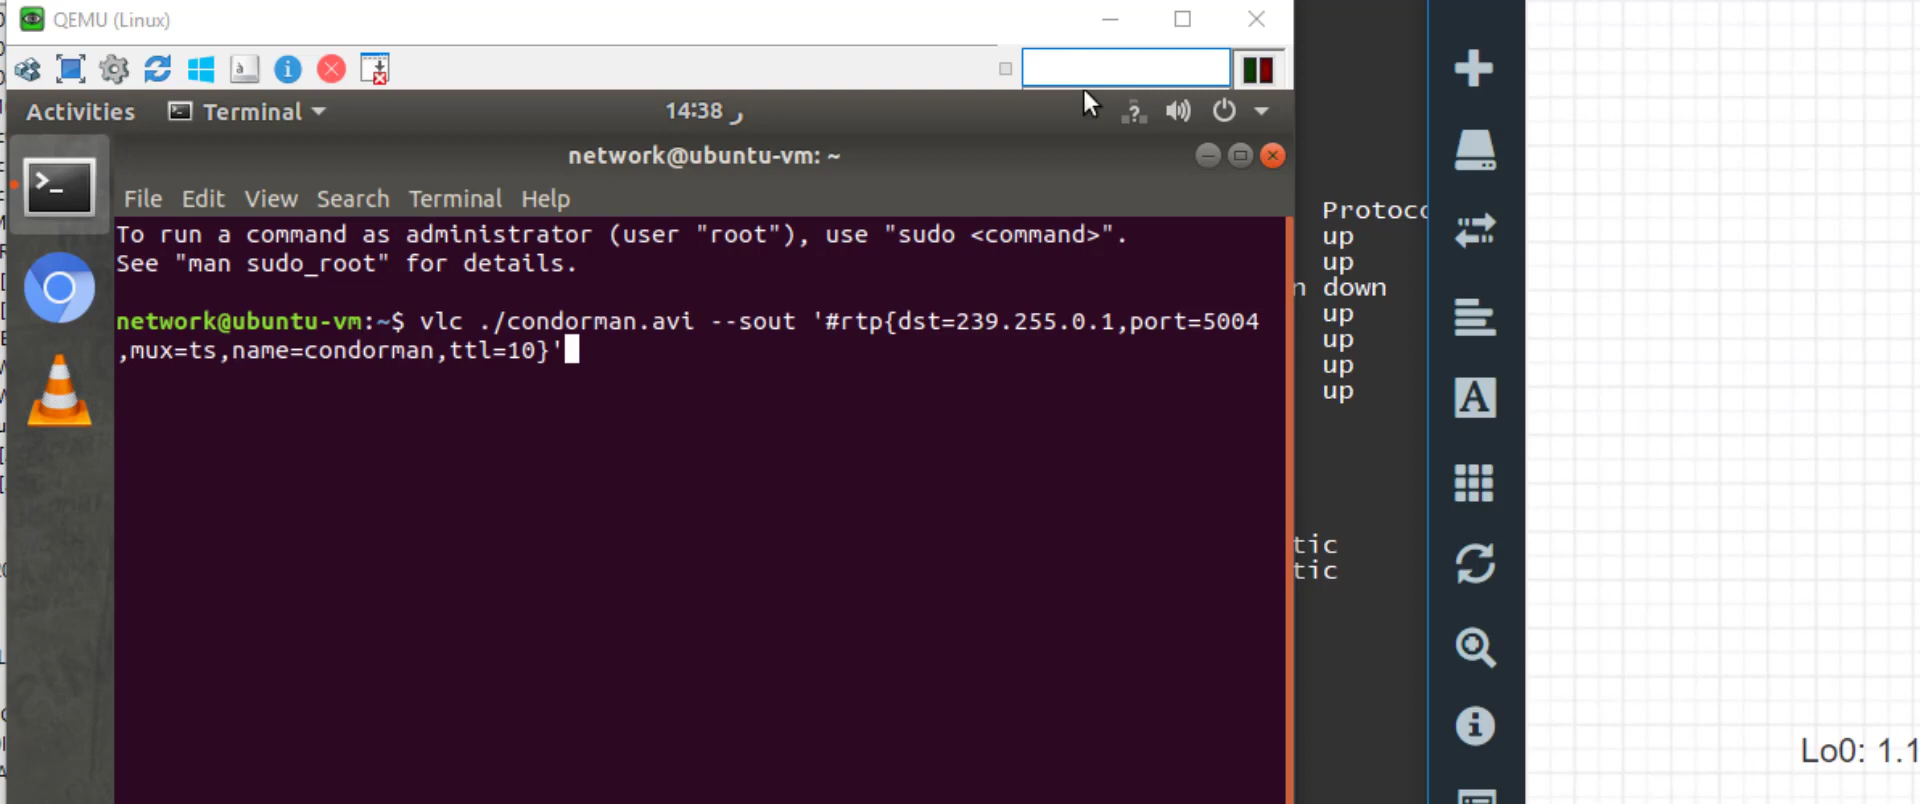 QEMU (Linux)
Activities
Terminal
14:38 ر
network@ubuntu-vm: ~
File Edit View Search Terminal Help
To run a command as administrator (user "root"), use "sudo <command>".
See "man sudo_root" for details.
network@ubuntu-vm:~$ vlc ./condorman.avi --sout '#rtp{dst=239.255.0.1,port=5004
,mux=ts,name=condorman,ttl=10}'
up
up
down
up
up
up
up
tic
tic
Lo0: 1.1